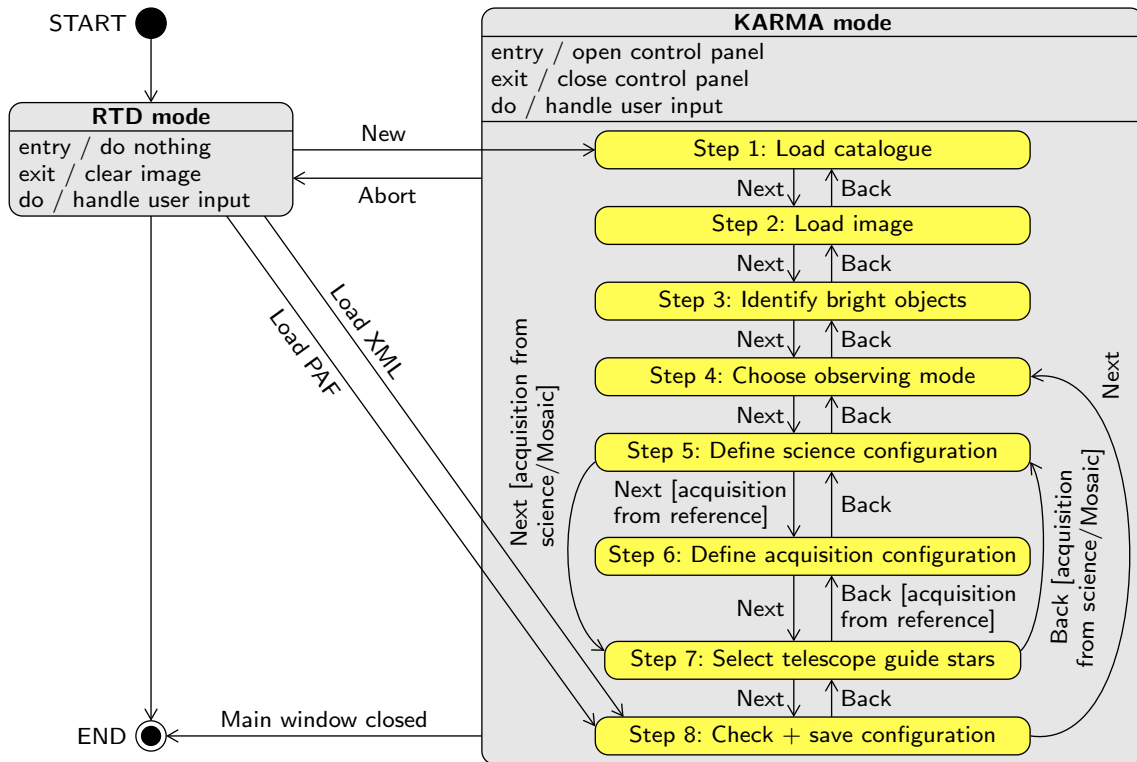 START
KARMA mode
entry / open control panel
exit / close control panel
do / handle user input
RTD mode
entry / do nothing
exit / clear image
do / handle user input
New
Abort
Step 1: Load catalogue
Next
Back
Step 2: Load image
Next
Back
Step 3: Identify bright objects
Next
Back
Step 4: Choose observing mode
Next
Back
Step 5: Define science configuration
Next [acquisition
from reference]
Back
Step 6: Define acquisition configuration
Next
Back [acquisition
from reference]
Step 7: Select telescope guide stars
Next
Back
Step 8: Check + save configuration
Load XML
Load PAF
Next [acquisition from
science/Mosaic]
Back [acquisition
from science/Mosaic]
Next
Main window closed
END